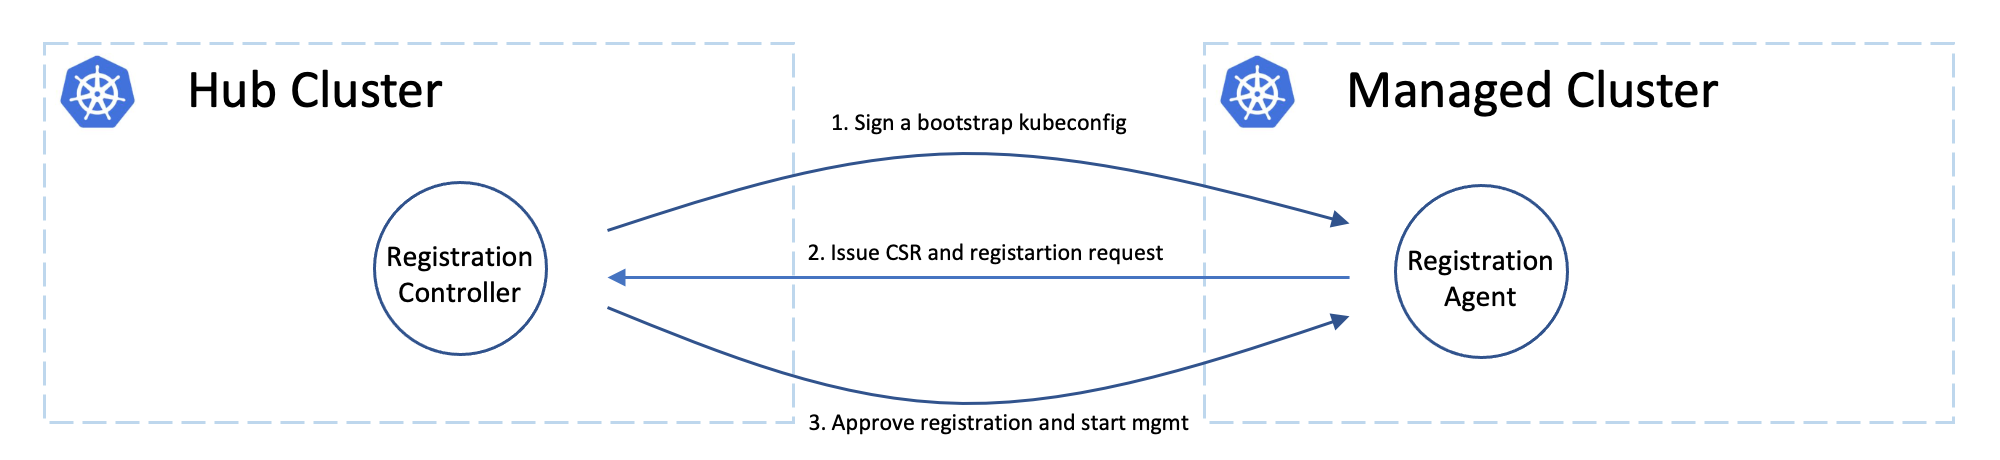 Hub Cluster
Managed Cluster
1. Sign a bootstrap kubeconfig
Registration
Controller
2. Issue CSR and registartion request
Registration
Agent
3. Approve registration and start mgmt